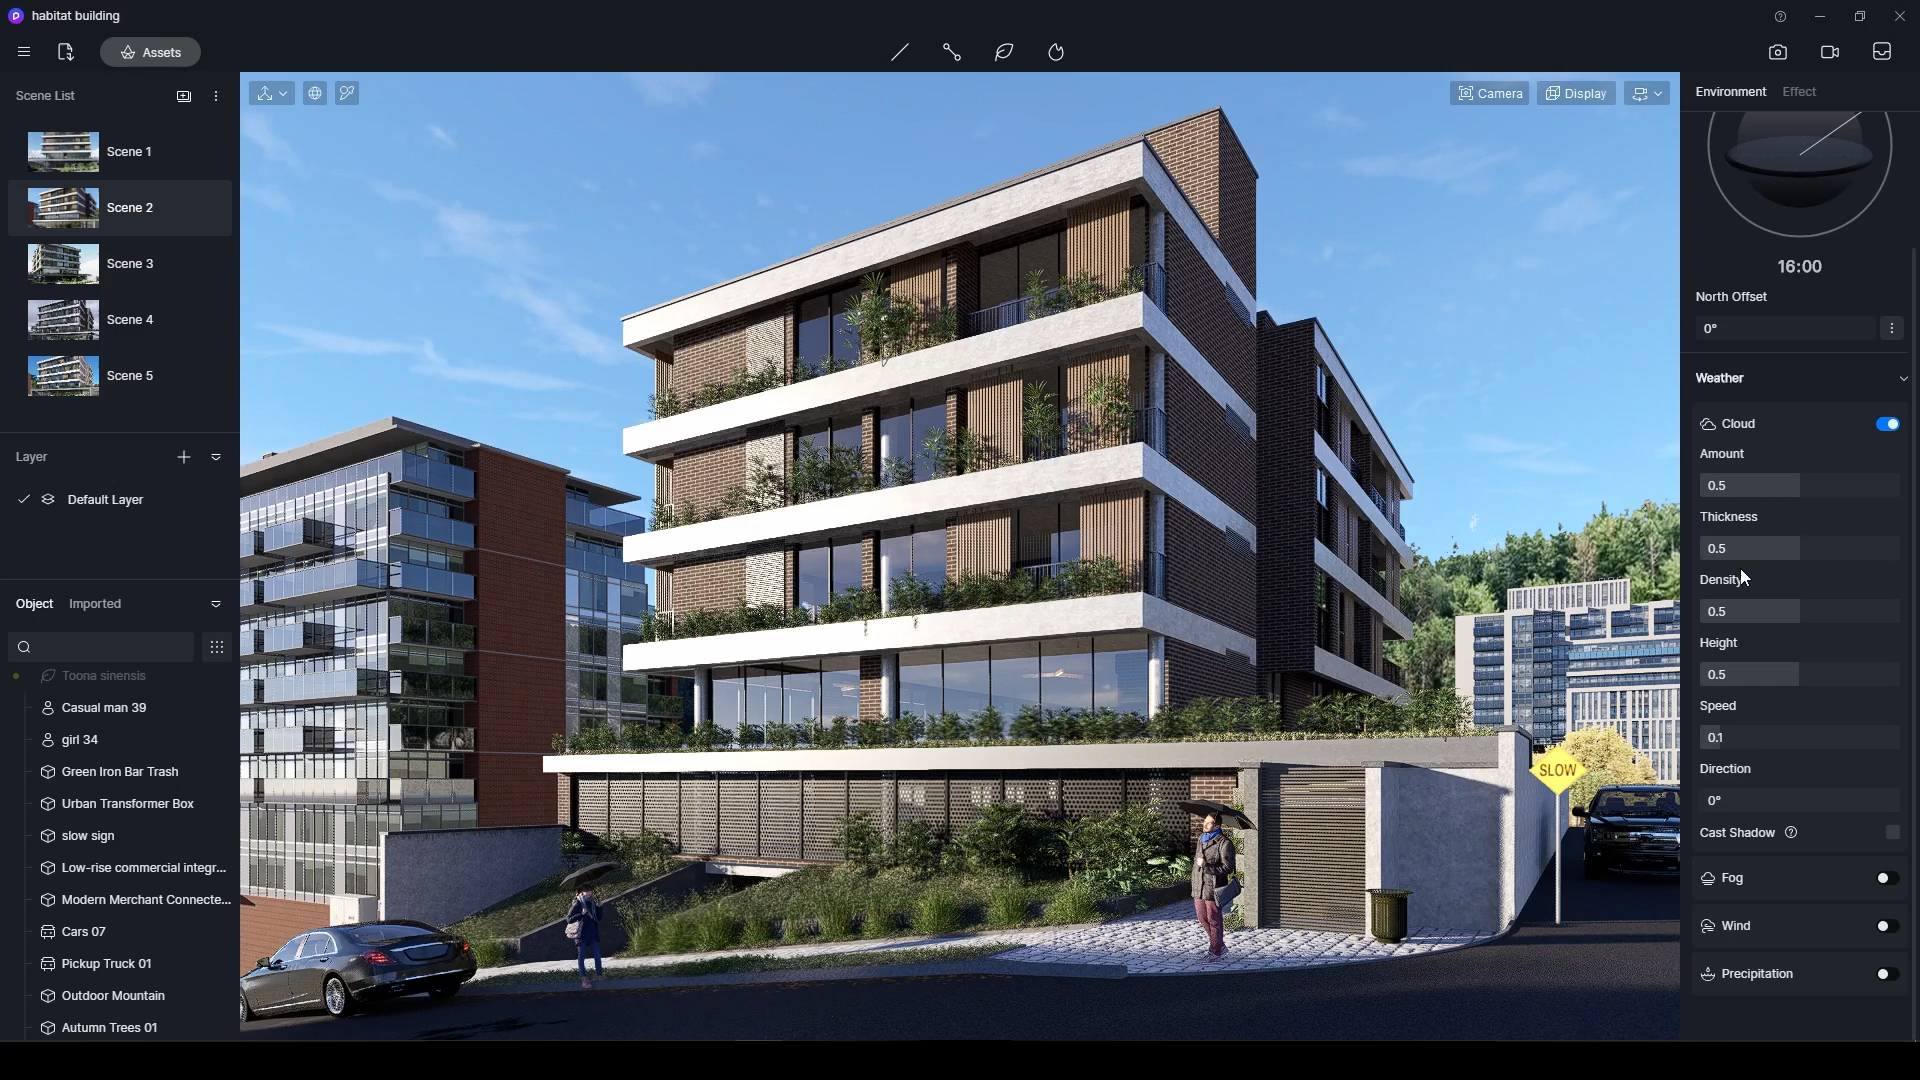 habitat building
Assets
Scene List
Scene 1
Scene 2
Scene 3
Scene 4
Scene 5
Layer
Default Layer
Object Imported
Toona sinensis
Casual man 39
girl 34
Green Iron Bar Trash
Urban Transformer Box
slow sign
Low-rise commercial integr...
Modern Merchant Connecte...
Cars 07
Pickup Truck 01
Outdoor Mountain
Autumn Trees 01
Camera Display
SLOW
Environment Effect
16:00
North Offset
0°
Weather
Cloud
Amount
0.5
Thickness
0.5
Density
0.5
Height
0.5
Speed
0.1
Direction
0°
Cast Shadow
Fog
Wind
Precipitation